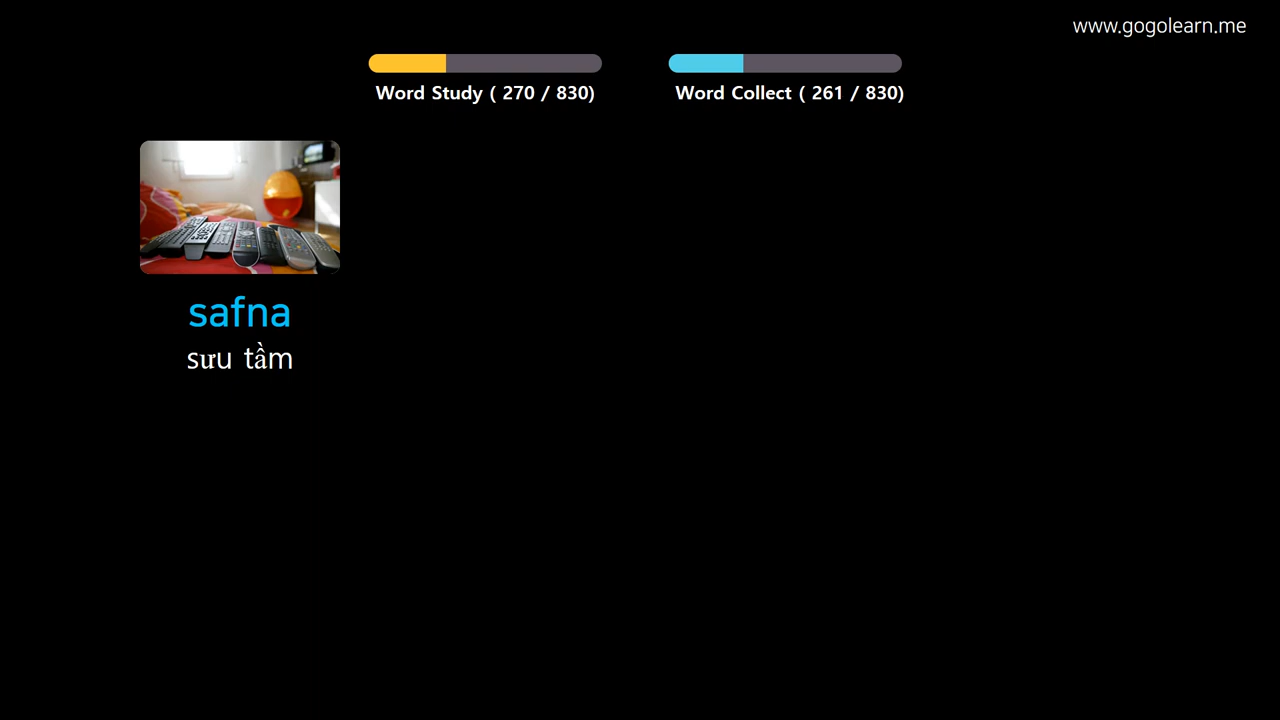 www.gogolearn.me
Word Study ( 270 / 830)
Word Collect ( 261 / 830)
safna
sưu tầm